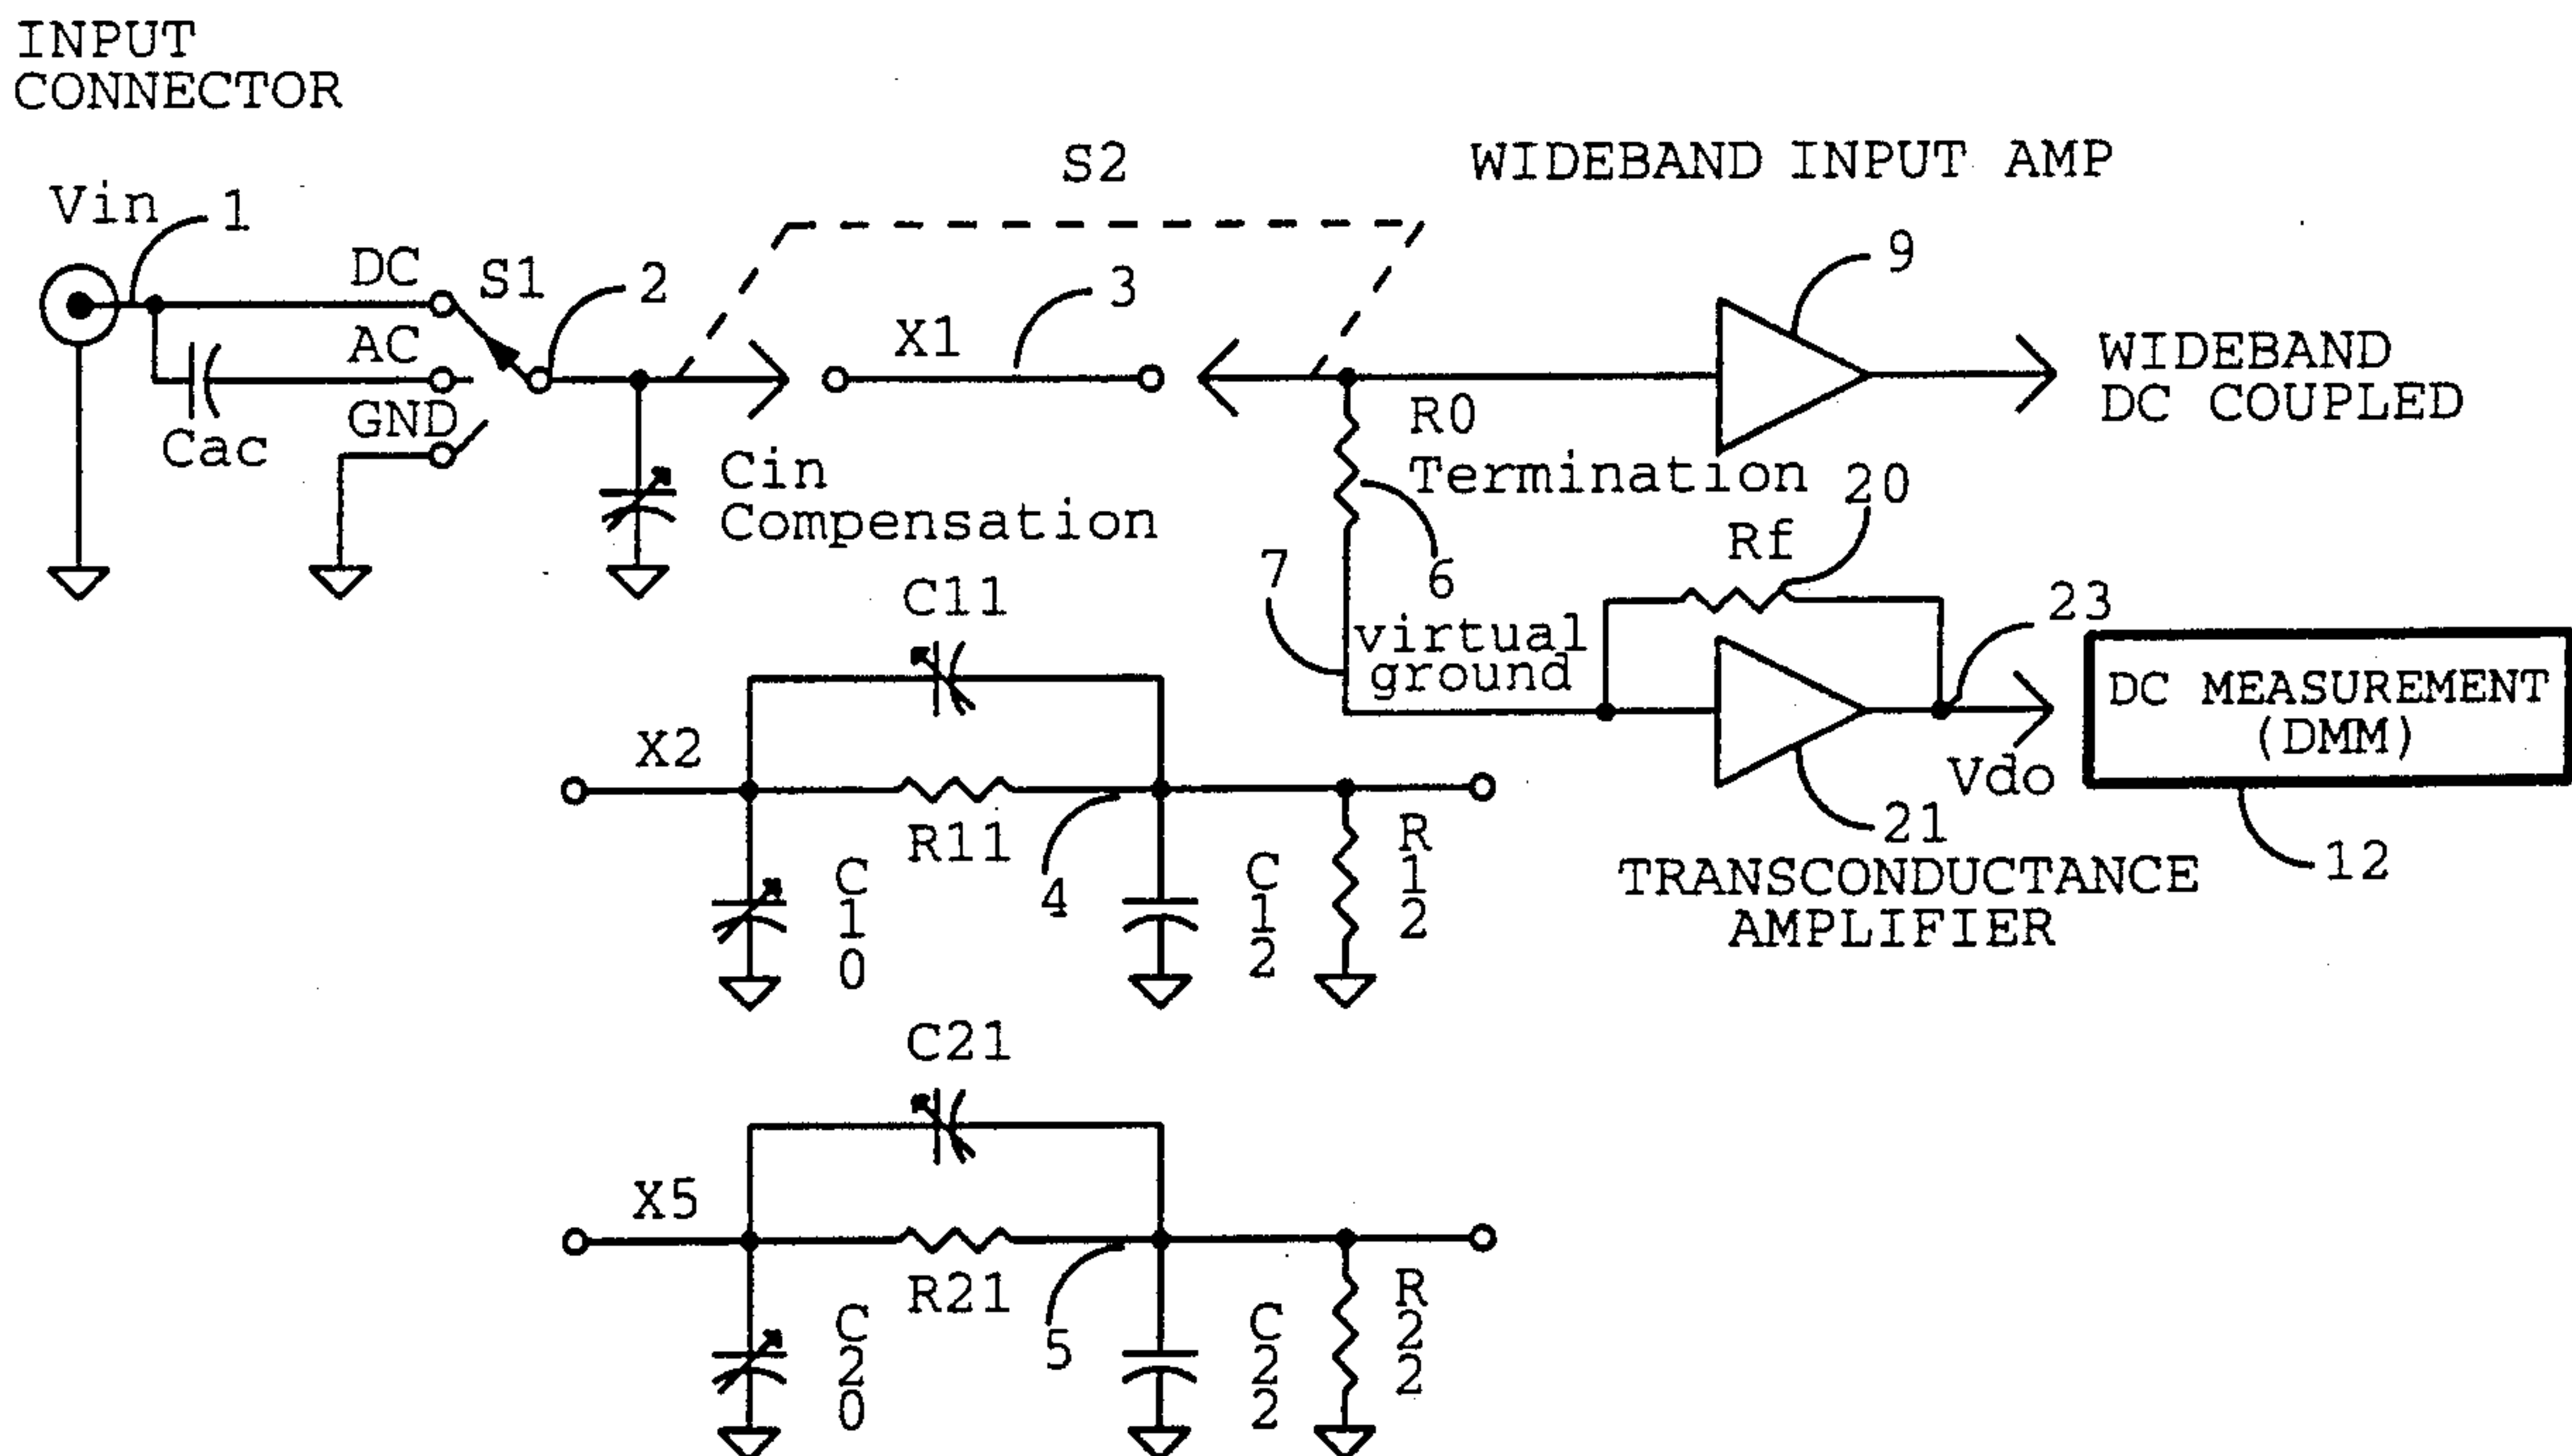 INPUT
CONNECTOR
S2
WIDEBAND INPUT AMP
Vin
1
DC
S1
2
3
9
AC
X1
WIDEBAND
DC COUPLED
GND
Cac
R0
Termination
20
Cin
Compensation
Rf
7
6
C11
23
virtual
ground
DC MEASUREMENT
(DMM)
X2
Vdo
R11
4
C10
C12
R12
21
12
TRANSCONDUCTANCE
AMPLIFIER
C21
X5
R21
5
C20
C22
R22